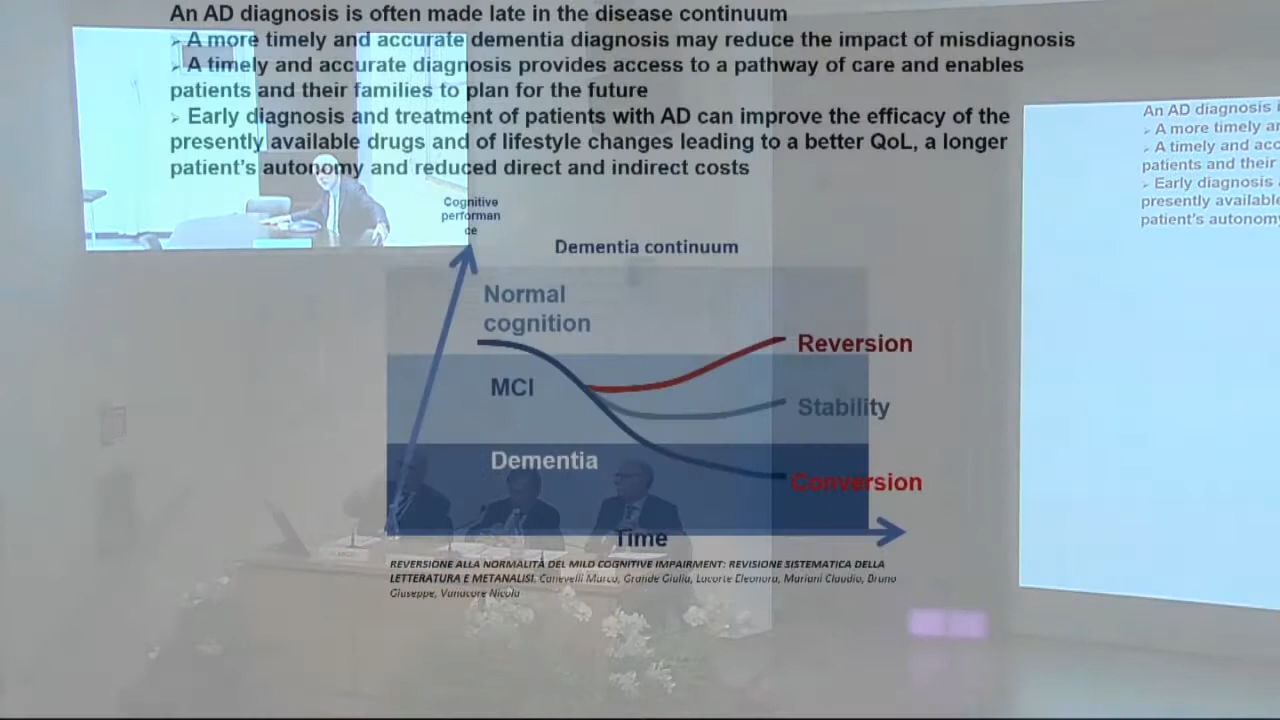 An AD diagnosis is often made late in the disease continuum
➢ A more timely and accurate dementia diagnosis may reduce the impact of misdiagnosis
➢ A timely and accurate diagnosis provides access to a pathway of care and enables
patients and their families to plan for the future
➢ Early diagnosis and treatment of patients with AD can improve the efficacy of the
presently available drugs and of lifestyle changes leading to a better QoL, a longer
patient's autonomy and reduced direct and indirect costs
Cognitive
performan
ce
Dementia continuum
Normal
cognition
MCI
Dementia
Reversion
Stability
Conversion
Time
REVERSIONE ALLA NORMALITÀ DEL MILD COGNITIVE IMPAIRMENT: REVISIONE SISTEMATICA DELLA
LETTERATURA E METANALISI. Canevelli Marco, Grande Giulia, Lacorte Eleonora, Mariani Claudio, Bruno
Giuseppe, Vanacore Nicola
An AD diagnosis
➢ A more timely
➢ A timely and
patients and their
➢ Early diagnosis
presently available
patient's autonomy